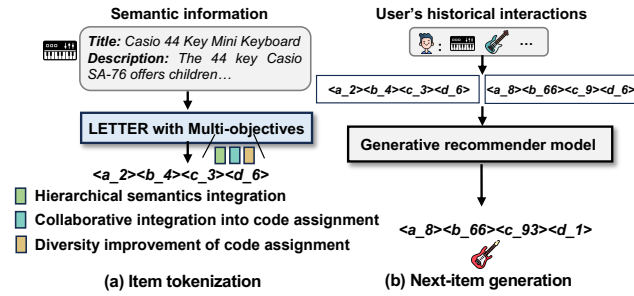 Semantic information
Title: Casio 44 Key Mini Keyboard
Description: The 44 key Casio
SA-76 offers children…
LETTER with Multi-objectives
<a_2><b_4><c_3><d_6>
Hierarchical semantics integration
Collaborative integration into code assignment
Diversity improvement of code assignment
(a) Item tokenization
User's historical interactions
: ...
<a_2><b_4><c_3><d_6>
<a_8><b_66><c_9><d_6>
Generative recommender model
<a_8><b_66><c_93><d_1>
(b) Next-item generation